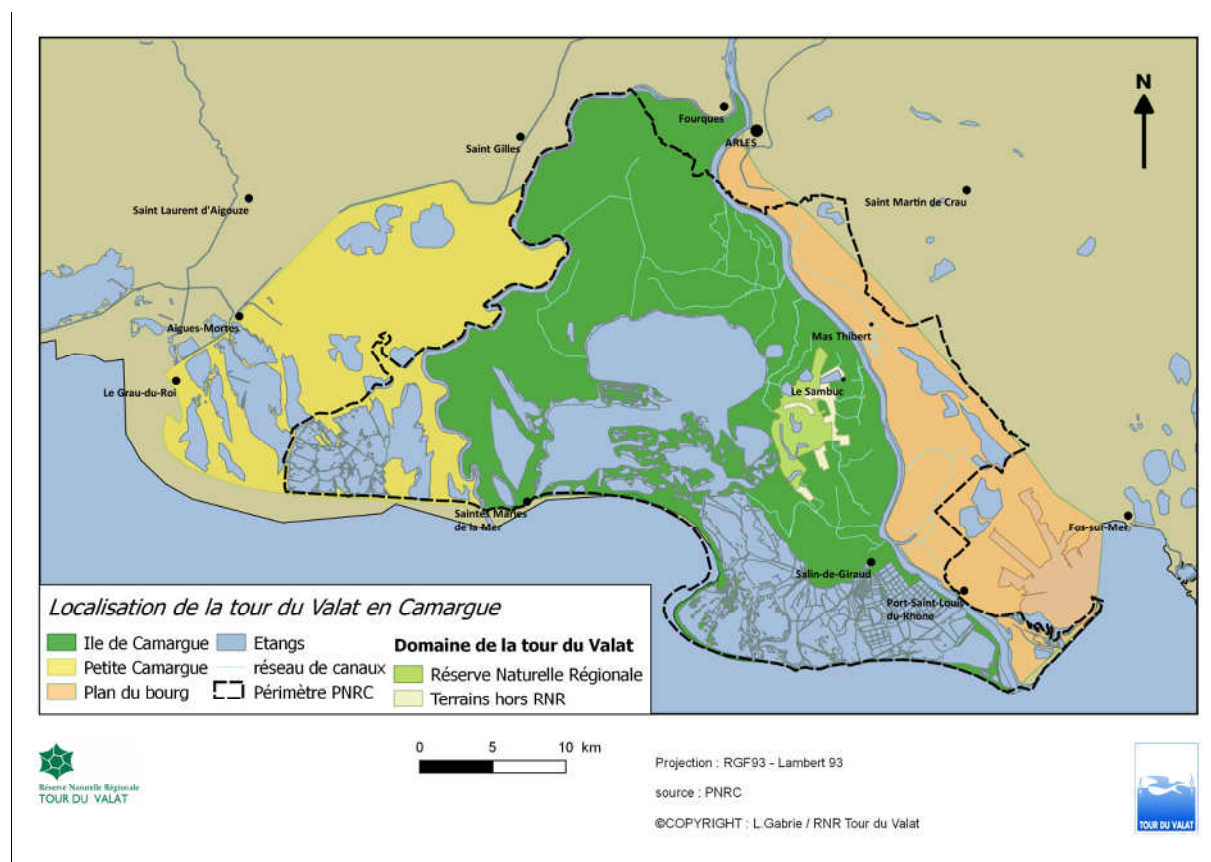 N
Fourques
ARLES
Saint Gilles
Saint Laurent d'Aigouze
Saint Martin de Crau
Aigues-Mortes
Mas Thibert
Le Grau-du-Roi
Le Sambuc
Saintes Maries
de la Mer
Fos-sur-Mer
Salin-de-Giraud
Port-Saint-Louis
du-Rhône
Localisation de la tour du Valat en Camargue
Ile de Camargue
Petite Camargue
Plan du bourg
Etangs
réseau de canaux
Périmètre PNRC
Domaine de la tour du Valat
Réserve Naturelle Régionale
Terrains hors RNR
0 5 10 km
Projection : RGF93 - Lambert 93
source : PNRC
©COPYRIGHT : L.Gabrie / RNR Tour du Valat
Réserve Naturelle Régionale
TOUR DU VALAT
TOUR DU VALAT